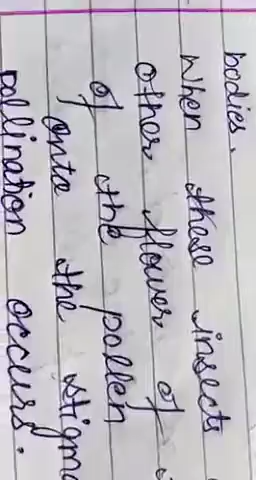 bodies.
When these insects
other flower of
of the pollen
onto the stigma
pollination occurs.